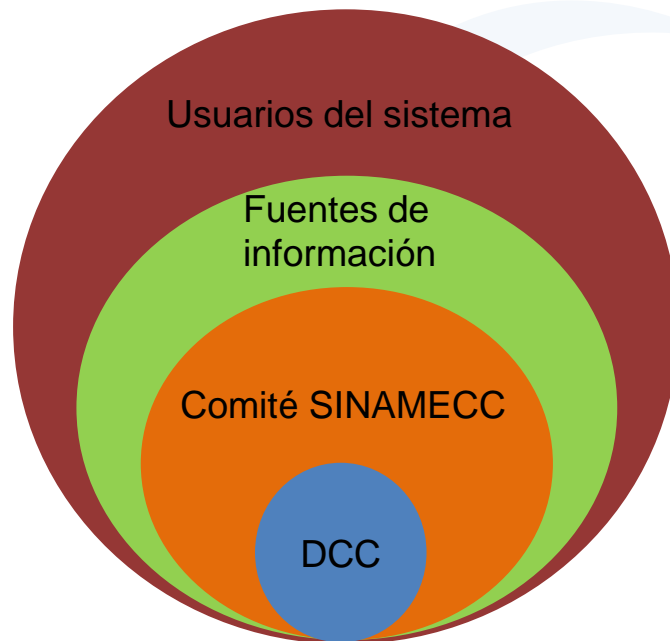 Usuarios del sistema
Fuentes de
información
Comité SINAMECC
DCC